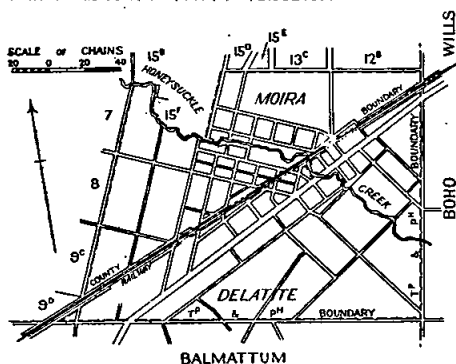 SCALE OF CHAINS
20 0 20 40
15ᴮ
15ᴰ
15ᴱ
13ᶜ
12ᴮ
WILLS
HONEYSUCKLE
MOIRA
BOUNDARY
7
15ᶠ
BOUNDARY
8
CREEK
BOHO
9ᶜ
COUNTY
RAILWAY
Pᴴ
&
Tᴾ
9ᴰ
DELATITE
Tᴾ & Pᴴ BOUNDARY
BALMATTUM